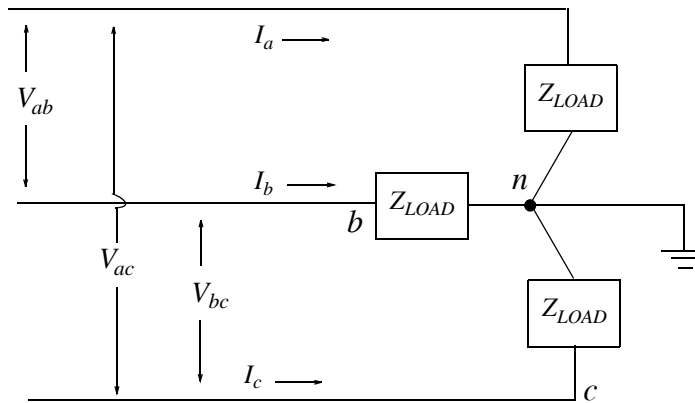 I_a
Z_LOAD
V_ab
I_b
b
Z_LOAD
n
V_ac
V_bc
Z_LOAD
I_c
c